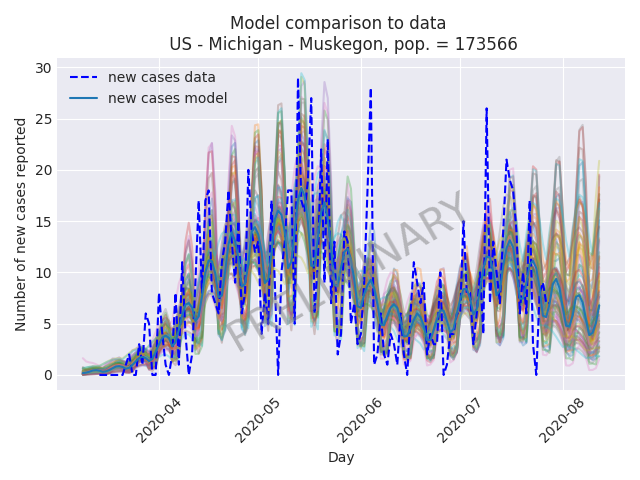 Model comparison to data
US - Michigan - Muskegon, pop. = 173566
new cases data
new cases model
PRELIMINARY
Number of new cases reported
30
25
20
15
10
5
0
2020-04
2020-05
2020-06
2020-07
2020-08
Day